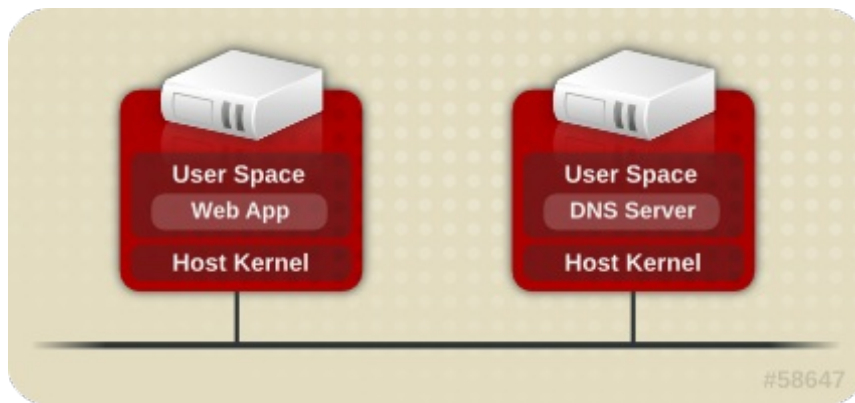 User Space
Web App
Host Kernel
User Space
DNS Server
Host Kernel
#58647